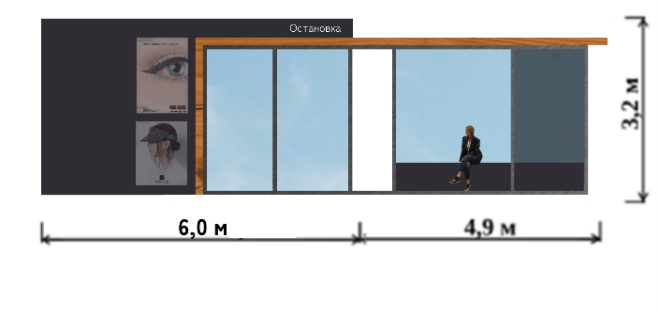 Остановка
3,2 м
6,0 м
4,9 м